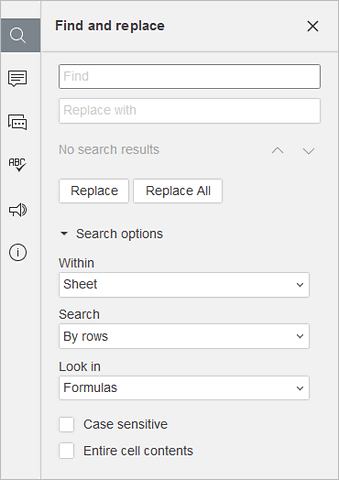 Find and replace
Find
Replace with
No search results
Replace
Replace All
Search options
Within
Sheet
Search
By rows
Look in
Formulas
Case sensitive
Entire cell contents
ABC